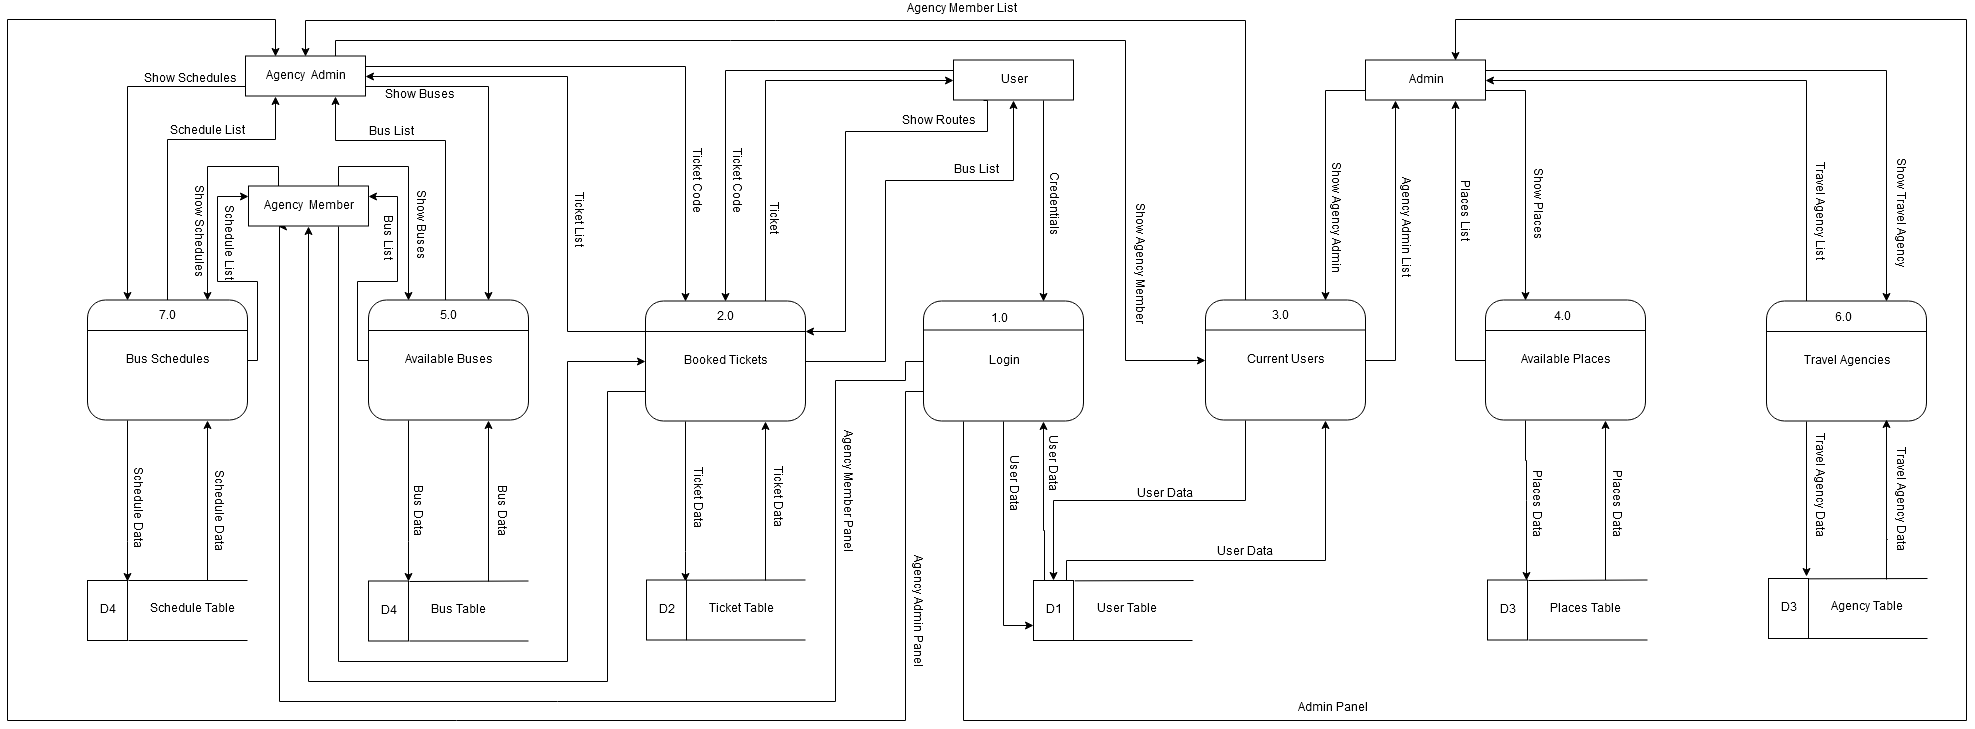 Agency Member List
Agency Admin
User
Admin
Show Schedules
Show Buses
Schedule List
Bus List
Show Routes
Bus List
Agency Member
Show Schedules
Schedule List
Bus List
Show Buses
Ticket List
Ticket Code
Ticket Code
Ticket
Credentials
Show Agency Member
Show Agency Admin
Agency Admin List
Places List
Show Places
Travel Agency List
Show Travel Agency
7.0
Bus Schedules
5.0
Available Buses
2.0
Booked Tickets
1.0
Login
3.0
Current Users
4.0
Available Places
6.0
Travel Agencies
Schedule Data
Schedule Data
Bus Data
Bus Data
Ticket Data
Ticket Data
Agency Member Panel
Agency Admin Panel
User Data
User Data
User Data
User Data
Places Data
Places Data
Travel Agency Data
Travel Agency Data
D4
Schedule Table
D4
Bus Table
D2
Ticket Table
D1
User Table
D3
Places Table
D3
Agency Table
Admin Panel